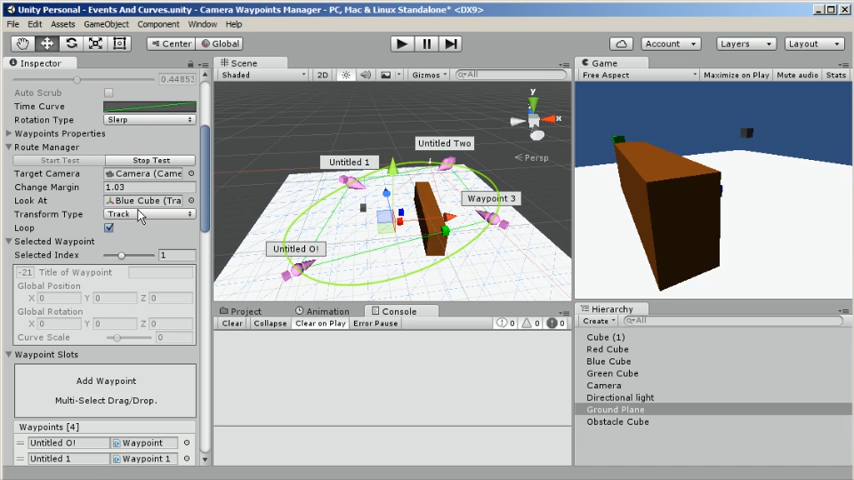 Unity Personal - Events And Curves.unity - Camera Waypoints Manager - PC, Mac & Linux Standalone* <DX9>
File Edit Assets GameObject Component Window Help
Center Global Account Layers Layout
Inspector
0.44853
Auto Scrub
Time Curve
Rotation Type Slerp
Waypoints Properties
Route Manager
Start Test Stop Test
Target Camera Camera (Came
Change Margin 1.03
Look At Blue Cube (Tra
Transform Type Track
Loop
Selected Waypoint
Selected Index 1
-21 Title of Waypoint
Global Position
X 0 Y 0 Z 0
Global Rotation
X 0 Y 0 Z 0
Curve Scale 0
Waypoint Slots
Add Waypoint
Multi-Select Drag/Drop.
Waypoints [4]
Untitled O! Waypoint
Untitled 1 Waypoint 1
Scene
Shaded 2D Gizmos All
y
x
Persp
Untitled Two
Untitled 1
Waypoint 3
Untitled O!
Project Animation Console
Clear Collapse Clear on Play Error Pause 0 0 0
Game
Free Aspect Maximize on Play Mute audio Stats
Hierarchy
Create All
Cube (1)
Red Cube
Blue Cube
Green Cube
Camera
Directional light
Ground Plane
Obstacle Cube